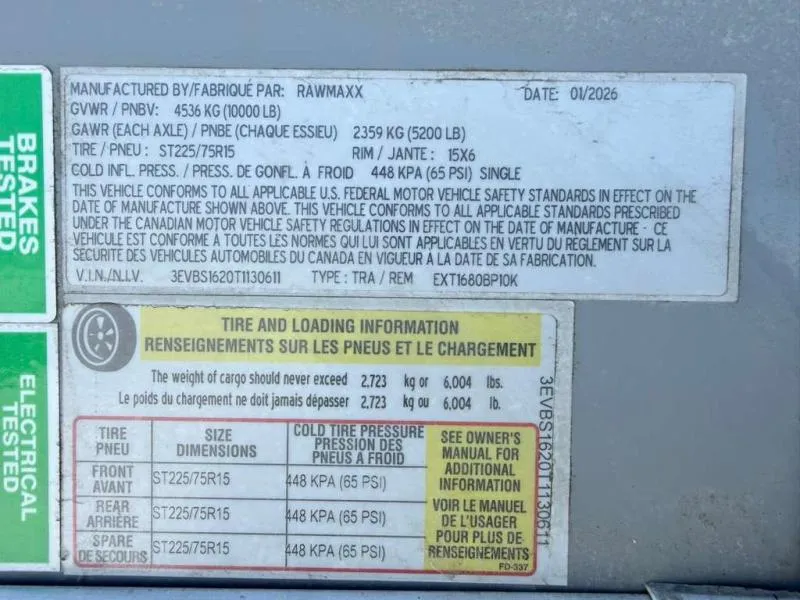 MANUFACTURED BY/FABRIQUÉ PAR: RAWMAXX DATE: 01/2026
GVWR / PNBV: 4536 KG (10000 LB)
GAWR (EACH AXLE) / PNBE (CHAQUE ESSIEU) 2359 KG (5200 LB)
TIRE / PNEU : ST225/75R15 RIM / JANTE : 15X6
COLD INFL. PRESS. / PRESS. DE GONFL. À FROID 448 KPA (65 PSI) SINGLE
THIS VEHICLE CONFORMS TO ALL APPLICABLE U.S. FEDERAL MOTOR VEHICLE SAFETY STANDARDS IN EFFECT ON THE
DATE OF MANUFACTURE SHOWN ABOVE. THIS VEHICLE CONFORMS TO ALL APPLICABLE STANDARDS PRESCRIBED
UNDER THE CANADIAN MOTOR VEHICLE SAFETY REGULATIONS IN EFFECT ON THE DATE OF MANUFACTURE - CE
VEHICULE EST CONFORME À TOUTES LES NORMES QUI LUI SONT APPLICABLES EN VERTU DU REGLEMENT SUR LA
SÉCURITE DES VEHICULES AUTOMOBILES DU CANADA EN VIGUEUR À LA DATE DE SA FABRICATION.
V.I.N./N.I.V. 3EVBS1620T1130611 TYPE : TRA / REM EXT1680BP10K
BRAKES
TESTED
ELECTRICAL
TESTED
TIRE AND LOADING INFORMATION
RENSEIGNEMENTS SUR LES PNEUS ET LE CHARGEMENT
The weight of cargo should never exceed 2,723 kg or 6,004 lbs.
Le poids du chargement ne doit jamais dépasser 2,723 kg ou 6,004 lb.
TIRE
PNEU
SIZE
DIMENSIONS
COLD TIRE PRESSURE
PRESSION DES
PNEUS A FROID
FRONT
AVANT
ST225/75R15
448 KPA (65 PSI)
REAR
ARRIÈRE
ST225/75R15
448 KPA (65 PSI)
SPARE
DE SECOURS
ST225/75R15
448 KPA (65 PSI)
SEE OWNER'S
MANUAL FOR
ADDITIONAL
INFORMATION
VOIR LE MANUEL
DE L'USAGER
POUR PLUS DE
RENSEIGNEMENTS
FD-337
3EVBS1620T1130611